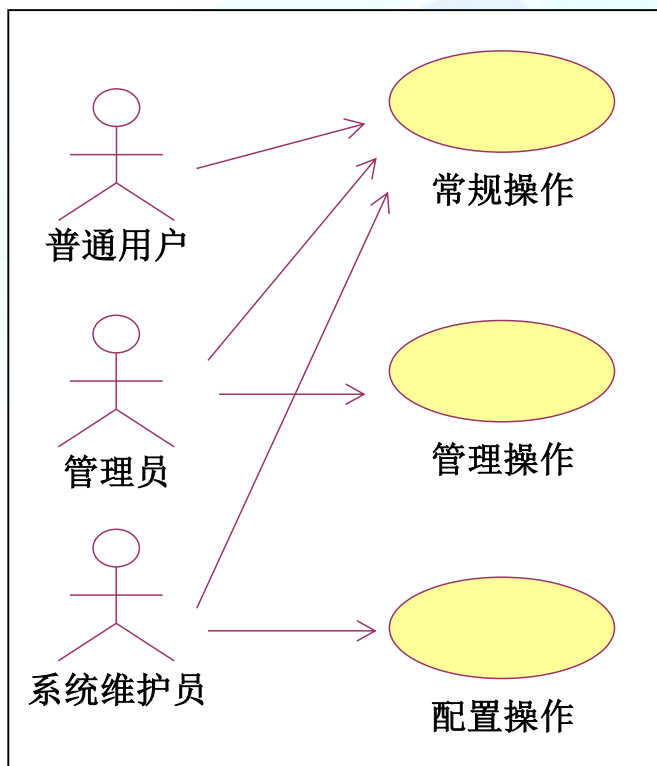 常规操作
普通用户
管理操作
管理员
系统维护员
配置操作